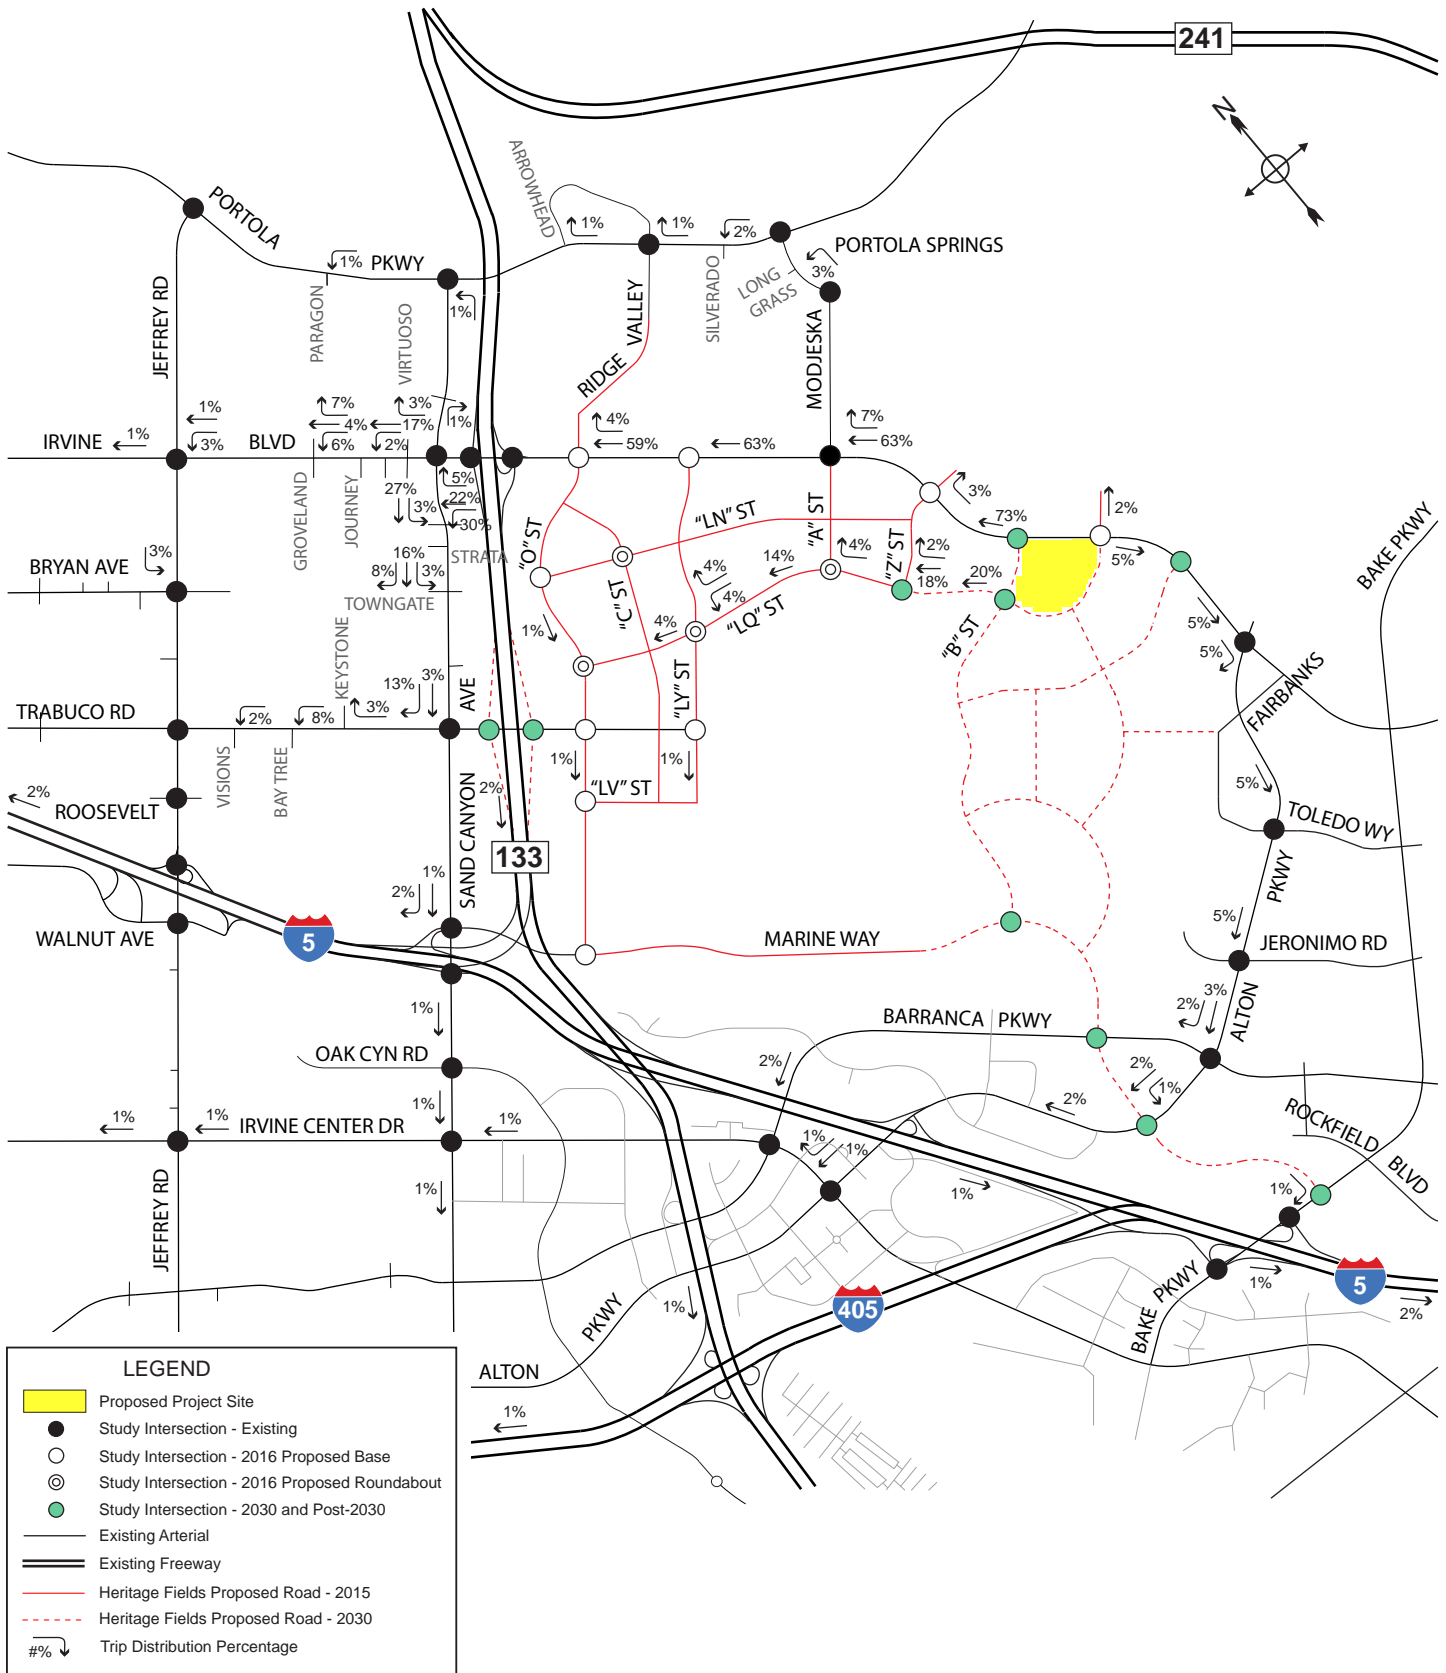 241
N
ARROWHEAD
1%
1%
2%
PORTOLA
PORTOLA SPRINGS
1%
PKWY
3%
LONG
GRASS
SILVERADO
JEFFREY RD
PARAGON
VIRTUOSO
1%
VALLEY
RIDGE
MODJESKA
7%
3%
1%
4%
7%
1%
4%
17%
1%
IRVINE
1%
3%
BLVD
6%
2%
59%
63%
63%
GROVELAND
JOURNEY
27%
5%
22%
3%
30%
3%
2%
73%
BAKE PKWY
"LN" ST
"A" ST
"O" ST
STRATA
3%
BRYAN AVE
16%
8%
3%
TOWNGATE
14%
4%
"Z" ST
2%
5%
4%
4%
20%
18%
"C" ST
"LQ" ST
1%
4%
"B" ST
5%
5%
KEYSTONE
"LY" ST
FAIRBANKS
13%
3%
AVE
TRABUCO RD
2%
8%
3%
VISIONS
BAY TREE
1%
1%
5%
2%
ROOSEVELT
SAND CANYON
2%
"LV" ST
TOLEDO WY
133
PKWY
1%
2%
5%
WALNUT AVE
5
MARINE WAY
JERONIMO RD
3%
2%
ALTON
1%
BARRANCA PKWY
OAK CYN RD
2%
2%
1%
1%
2%
ROCKFIELD
BLVD
1%
1%
IRVINE CENTER DR
1%
1%
1%
1%
1%
1%
JEFFREY RD
1%
BAKE PKWY
1%
5
2%
405
PKWY
ALTON
1%
LEGEND
Proposed Project Site
Study Intersection - Existing
Study Intersection - 2016 Proposed Base
Study Intersection - 2016 Proposed Roundabout
Study Intersection - 2030 and Post-2030
Existing Arterial
Existing Freeway
Heritage Fields Proposed Road - 2015
Heritage Fields Proposed Road - 2030
#% Trip Distribution Percentage